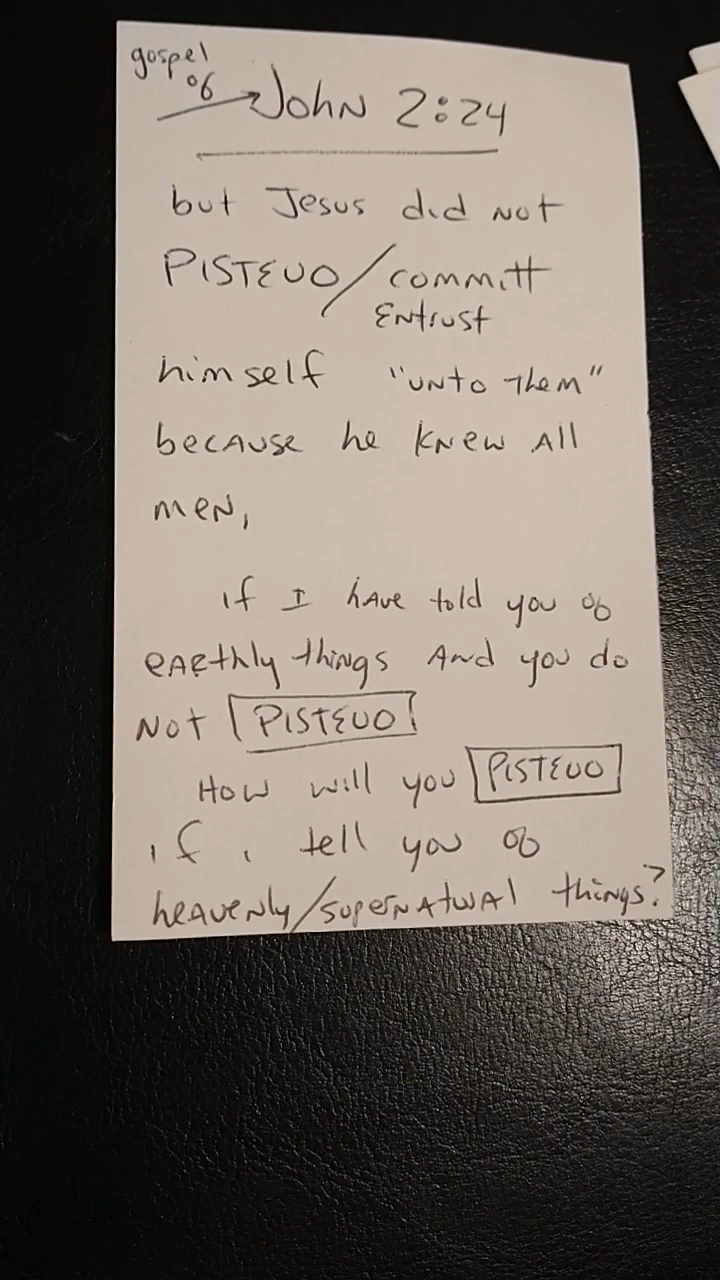 gospel
of → John 2:24
but Jesus did not
PISTEUO/committ
Entrust
himself "unto them"
because he knew all
men,
if I have told you of
earthly things and you do
not PISTEUO
How will you PISTEUO
if i tell you of
heavenly/supernatural things?